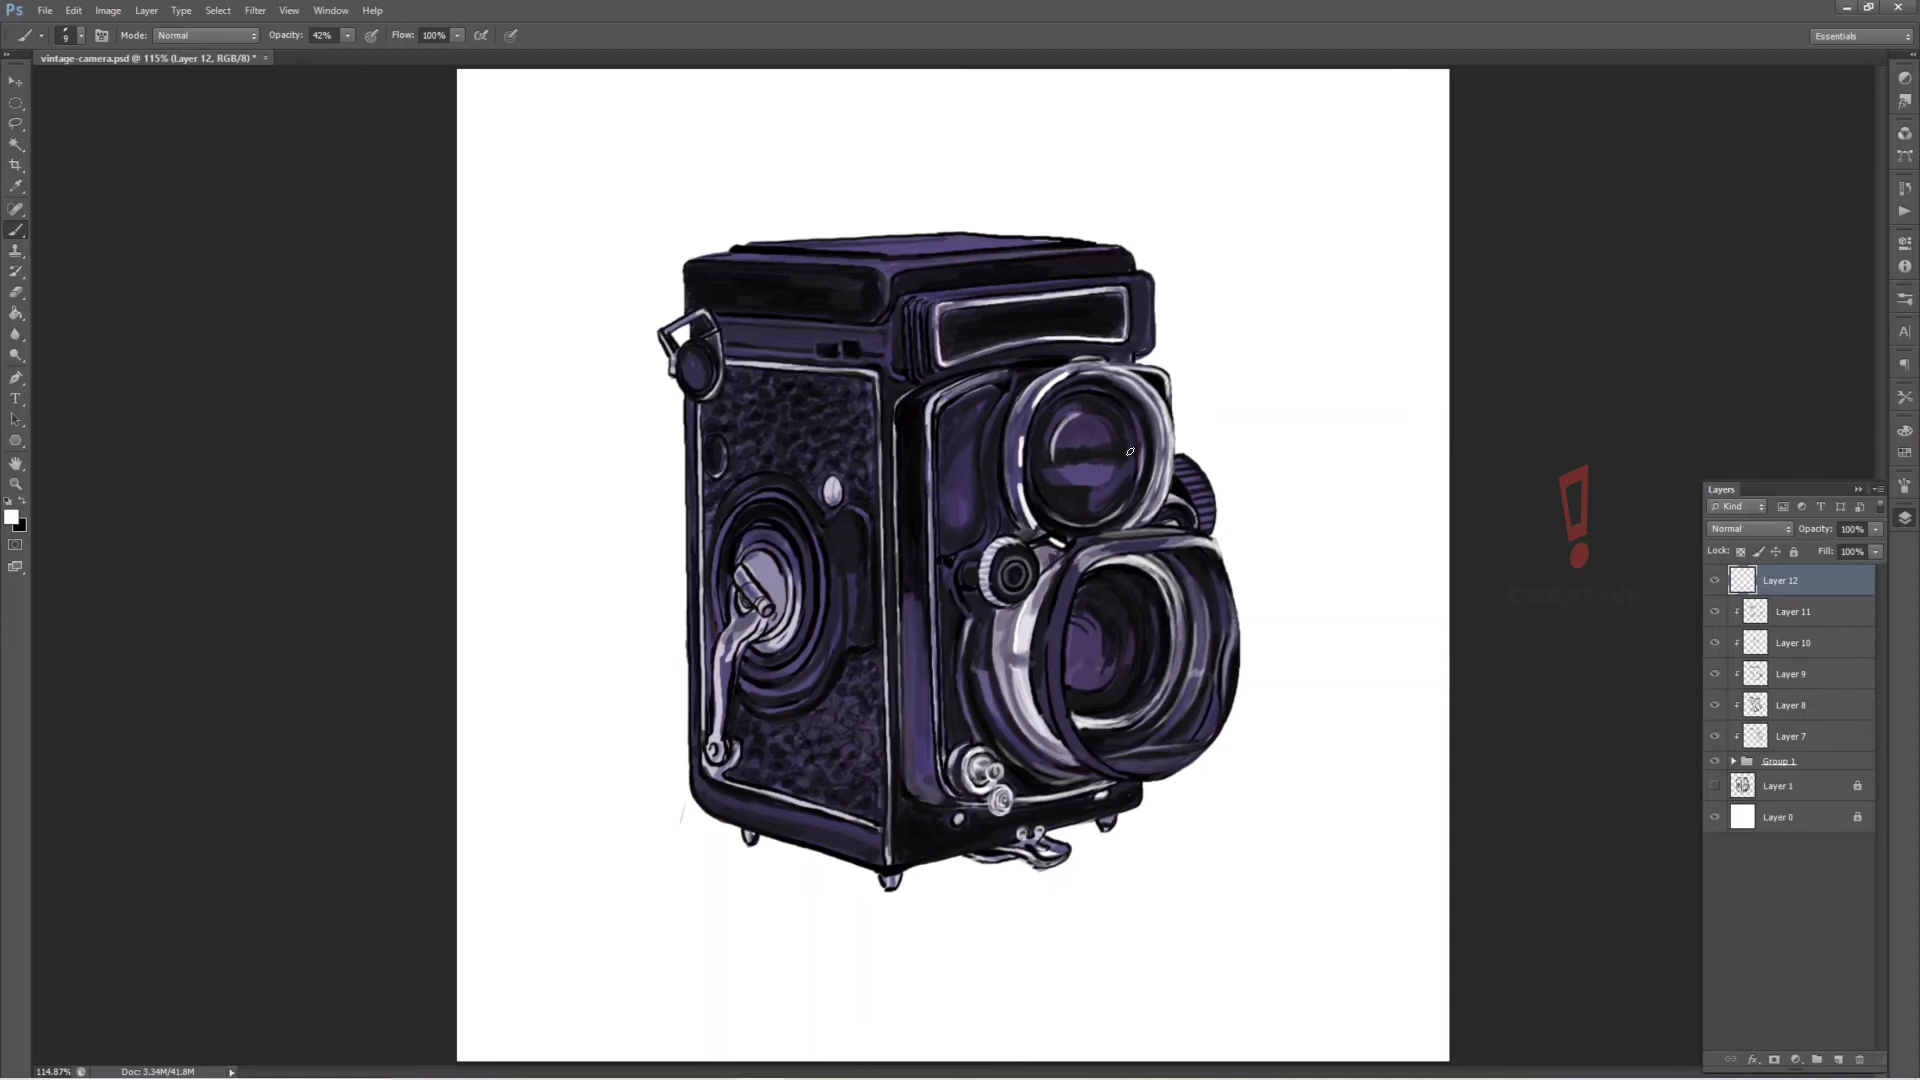 Ps File Edit Image Layer Type Select Filter View Window Help
9 Mode: Normal Opacity: 42% Flow: 100% Essentials
vintage-camera.psd @ 115% (Layer 12, RGB/8) * ×
Layers
Kind T
Normal Opacity: 100%
Lock: Fill: 100%
Layer 12
Layer 11
Layer 10
Layer 9
Layer 8
Layer 7
Group 1
Layer 1
Layer 0
CREATIVE
114.87% Doc: 3.34M/41.8M